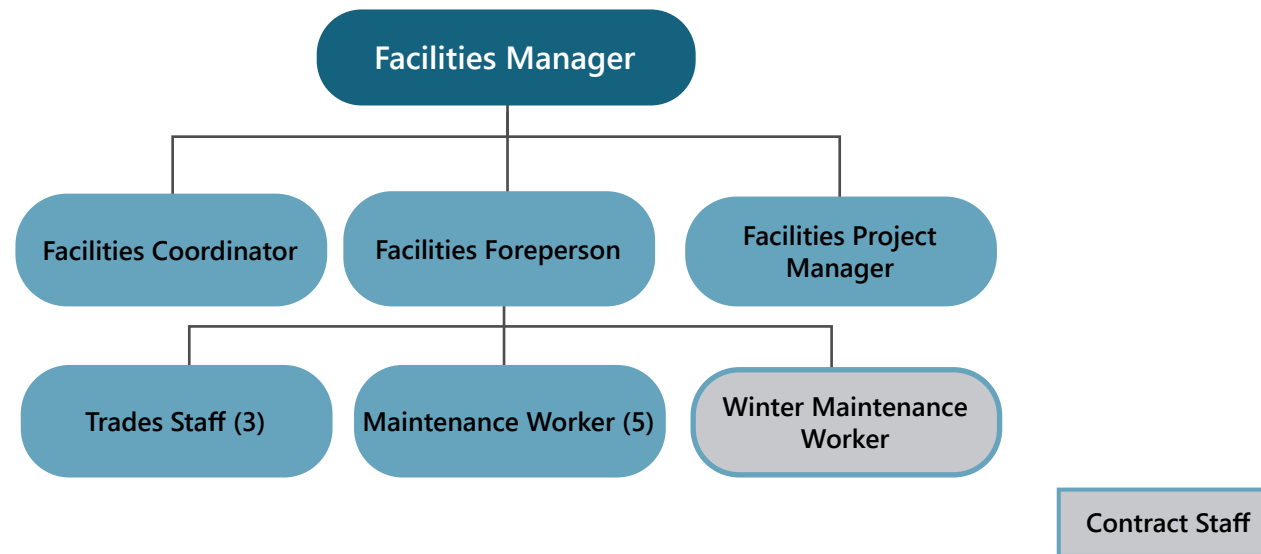 Facilities Manager
Facilities Coordinator
Facilities Foreperson
Facilities Project
Manager
Trades Staff (3)
Maintenance Worker (5)
Winter Maintenance
Worker
Contract Staff